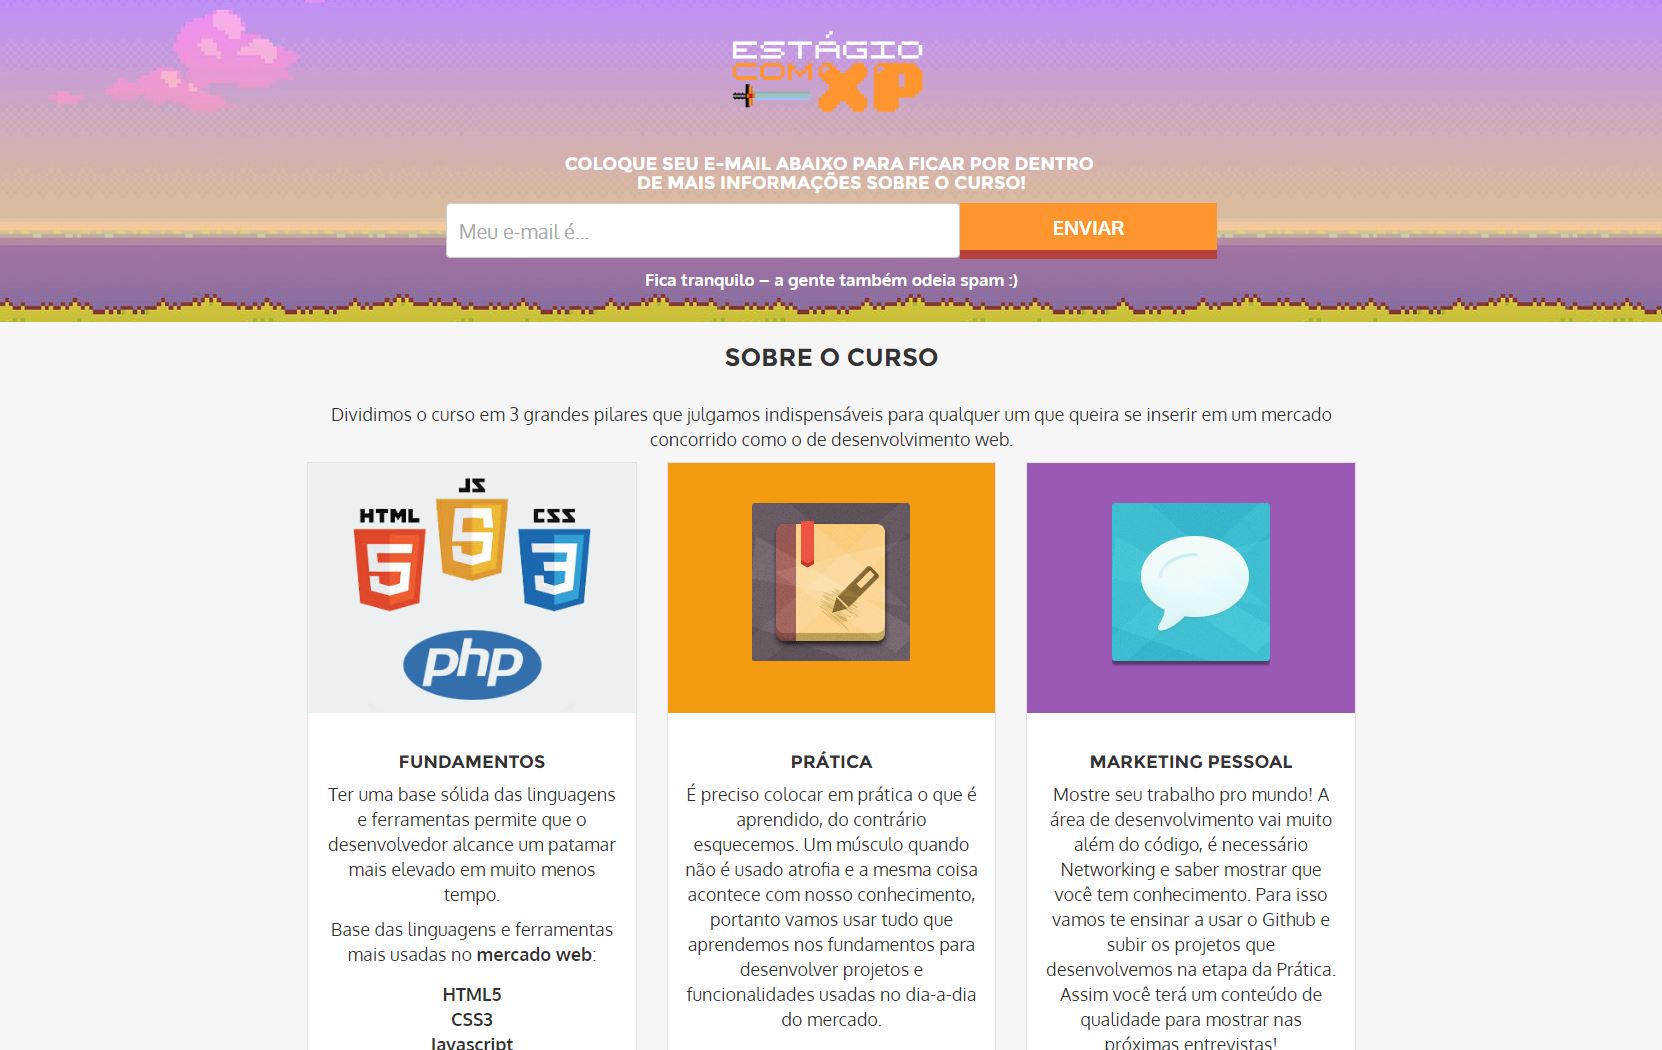 ESTÁGIO
COM XP
COLOQUE SEU E-MAIL ABAIXO PARA FICAR POR DENTRO
DE MAIS INFORMAÇÕES SOBRE O CURSO!
Meu e-mail é...
ENVIAR
Fica tranquilo – a gente também odeia spam :)
SOBRE O CURSO
Dividimos o curso em 3 grandes pilares que julgamos indispensáveis para qualquer um que queira se inserir em um mercado
concorrido como o de desenvolvimento web.
JS
HTML
CSS
5
5
3
php
FUNDAMENTOS
Ter uma base sólida das linguagens
e ferramentas permite que o
desenvolvedor alcance um patamar
mais elevado em muito menos
tempo.
Base das linguagens e ferramentas
mais usadas no mercado web:
HTML5
CSS3
Javascript
PRÁTICA
É preciso colocar em prática o que é
aprendido, do contrário
esquecemos. Um músculo quando
não é usado atrofia e a mesma coisa
acontece com nosso conhecimento,
portanto vamos usar tudo que
aprendemos nos fundamentos para
desenvolver projetos e
funcionalidades usadas no dia-a-dia
do mercado.
MARKETING PESSOAL
Mostre seu trabalho pro mundo! A
área de desenvolvimento vai muito
além do código, é necessário
Networking e saber mostrar que
você tem conhecimento. Para isso
vamos te ensinar a usar o Github e
subir os projetos que
desenvolvemos na etapa da Prática.
Assim você terá um conteúdo de
qualidade para mostrar nas
próximas entrevistas!